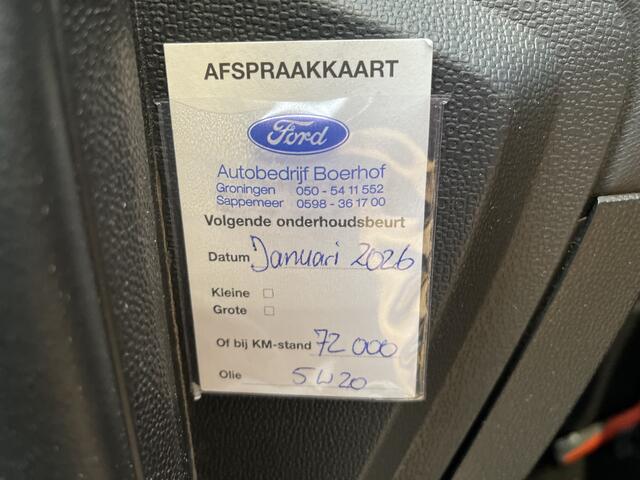 AFSPRAAKKAART
Ford
Autobedrijf Boerhof
Groningen 050 - 54 11 552
Sappemeer 0598 - 36 17 00
Volgende onderhoudsbeurt
Datum Januari 2026
Kleine
Grote
Of bij KM-stand 72 000
Olie 5W20